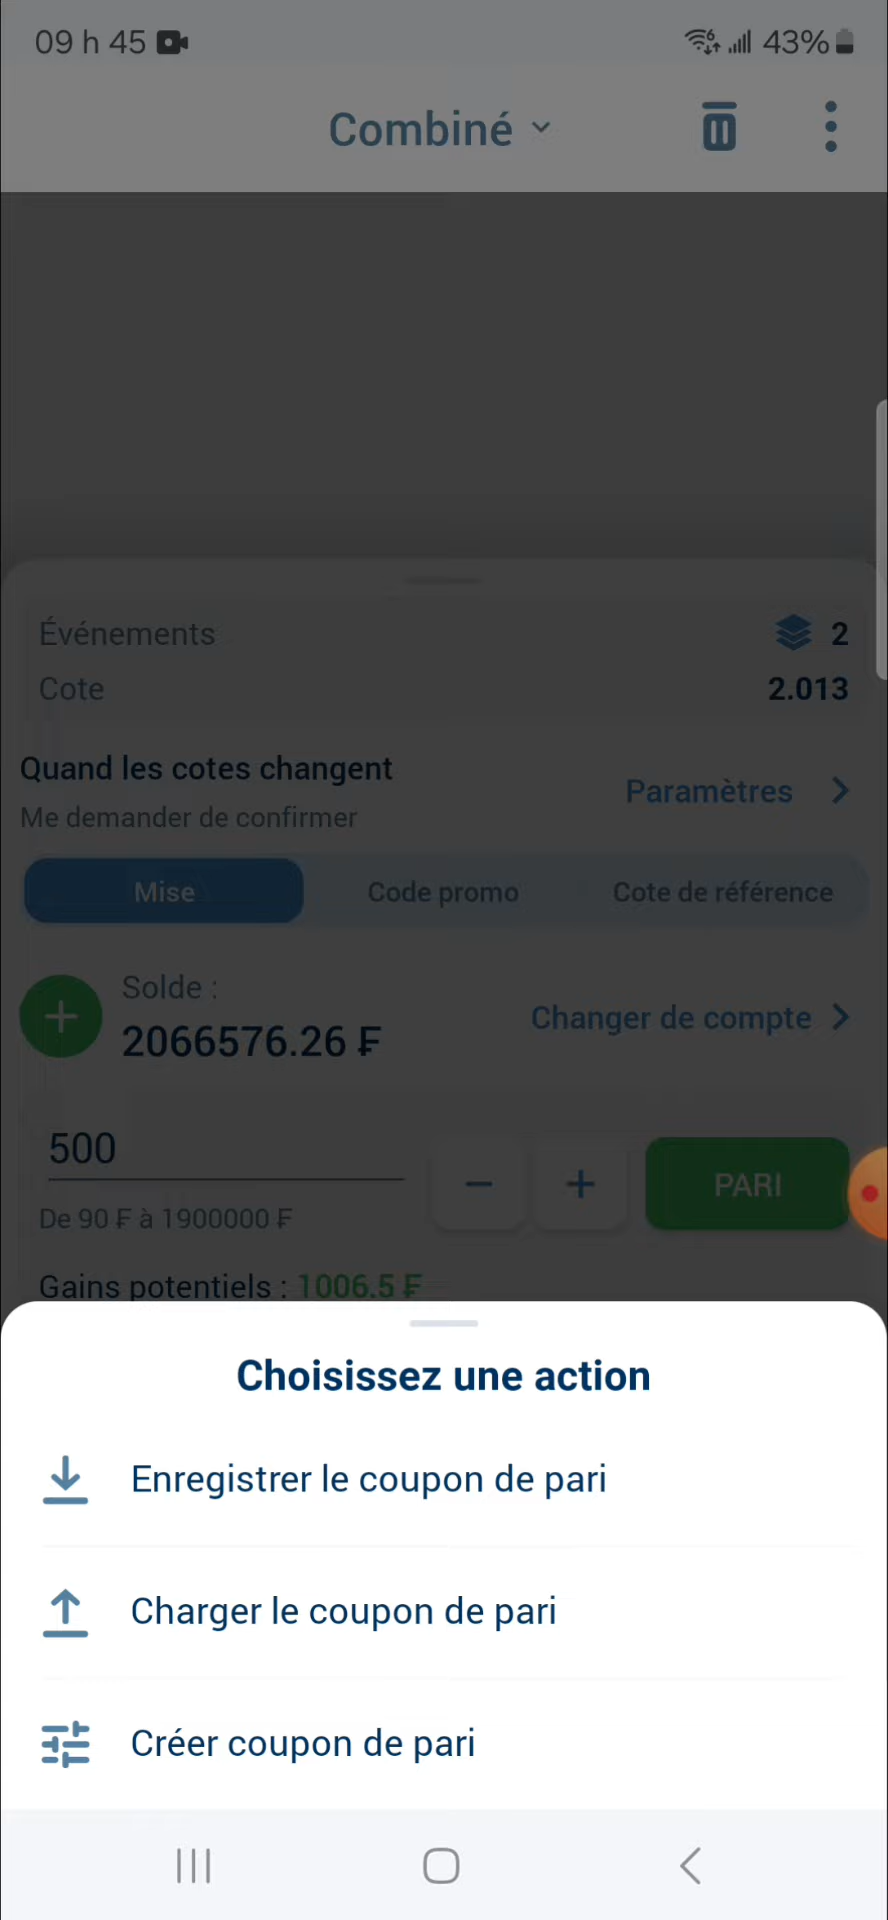 09 h 45
43%
Combiné
Événements
2
Cote
2.013
Quand les cotes changent
Me demander de confirmer
Paramètres
Mise
Code promo
Cote de référence
Solde :
2066576.26 ₣
Changer de compte
500
PARI
De 90 ₣ à 1900000 ₣
Gains potentiels : 1006.5 ₣
Choisissez une action
Enregistrer le coupon de pari
Charger le coupon de pari
Créer coupon de pari